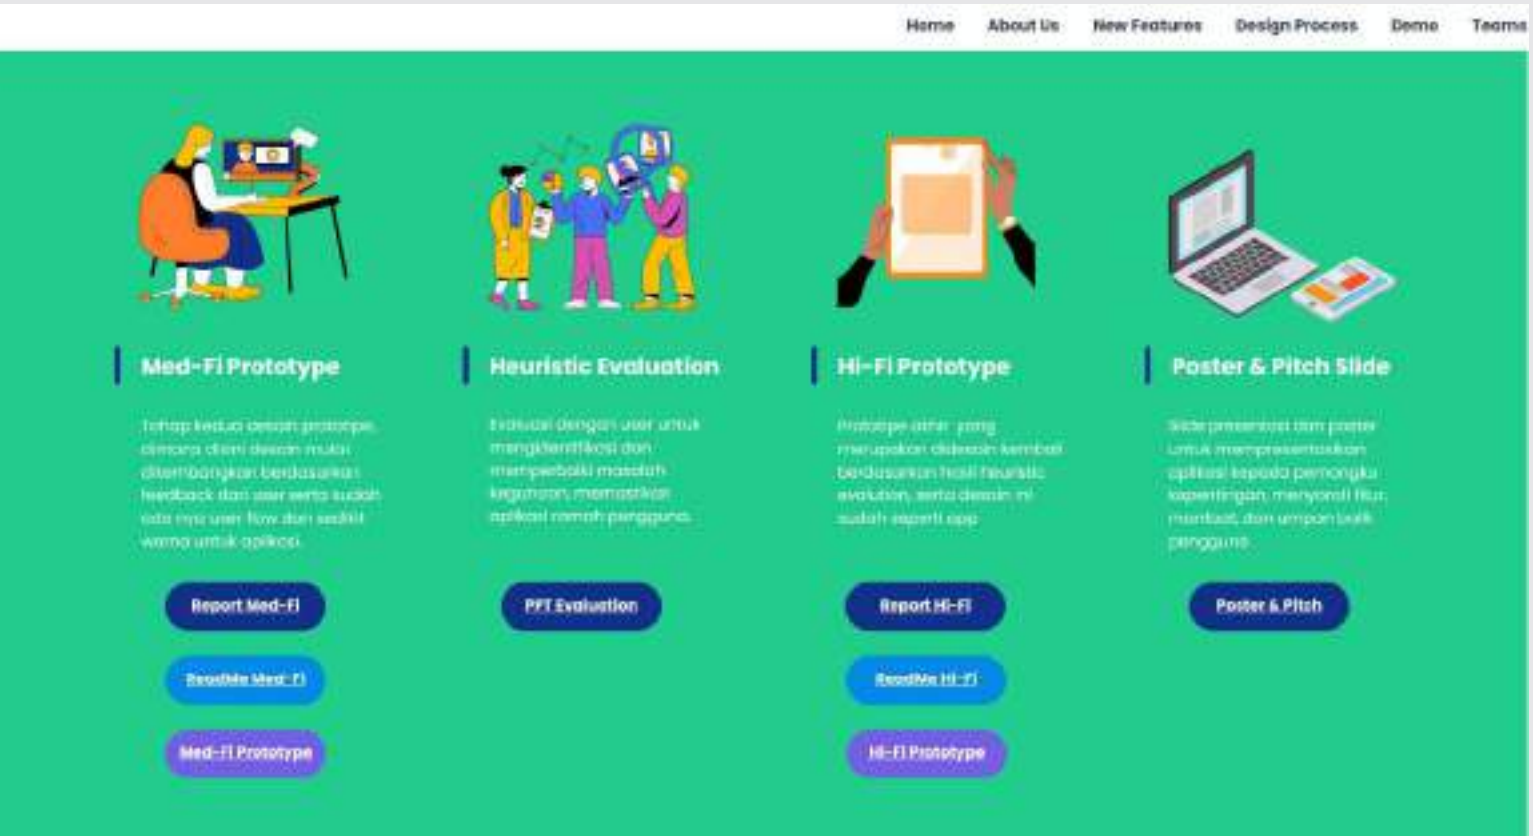 Home About Us New Features Design Process Demo Teams
Med-Fi Prototype
Tahap kedua desain prototipe,
dimana disini desain mulai
dikembangkan berdasarkan
feedback dari user serta sudah
ada nya user flow dan sedikit
warna untuk aplikasi.
Report Med-Fi
ReadMe Med-Fi
Med-Fi Prototype
Heuristic Evaluation
Evaluasi dengan user untuk
mengidentifikasi dan
memperbaiki masalah
kegunaan, memastikan
aplikasi ramah pengguna.
PPT Evaluation
Hi-Fi Prototype
Prototipe akhir yang
merupakan didesain kembali
berdasarkan hasil heuristic
evalution, serta desain ini
sudah seperti app
Report Hi-Fi
ReadMe Hi-Fi
Hi-Fi Prototype
Poster & Pitch Slide
Slide presentasi dan poster
untuk mempresentasikan
aplikasi kepada pemangku
kepentingan, menyoroti fitur,
manfaat, dan umpan balik
pengguna.
Poster & Pitch